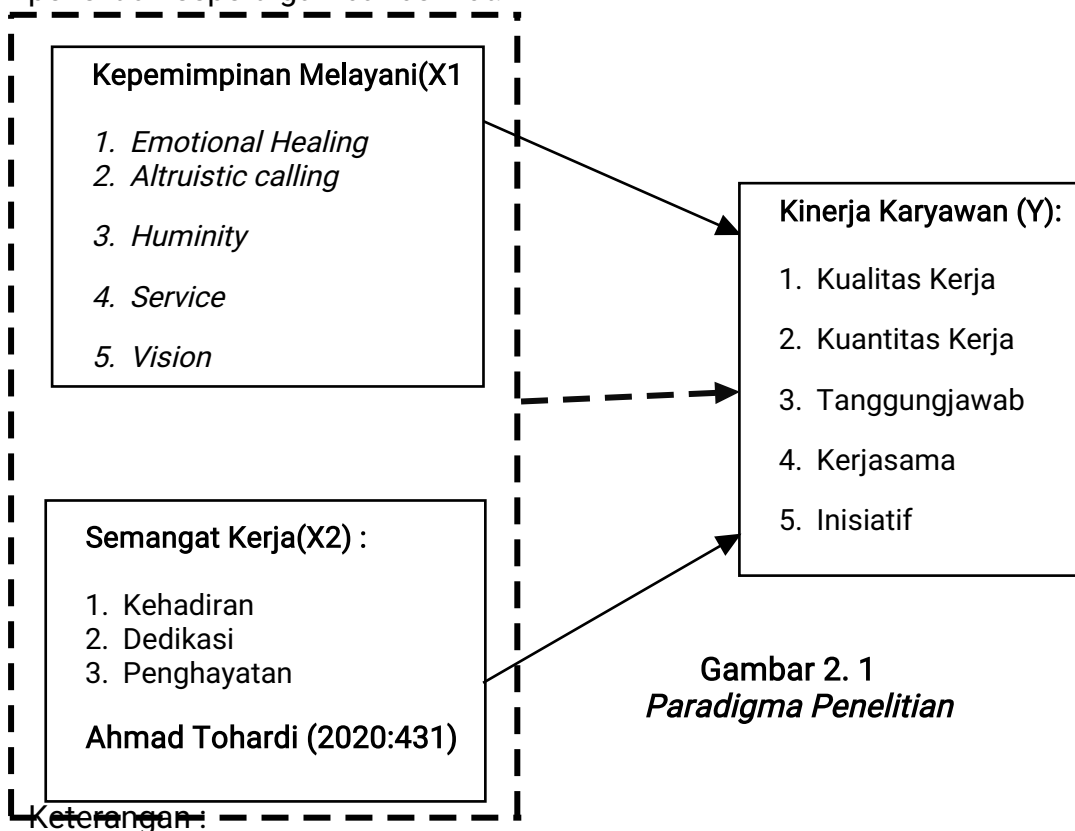 Kepemimpinan Melayani(X1
1. Emotional Healing
2. Altruistic calling
3. Huminity
4. Service
5. Vision
Kinerja Karyawan (Y):
1. Kualitas Kerja
2. Kuantitas Kerja
3. Tanggungjawab
4. Kerjasama
5. Inisiatif
Semangat Kerja(X2) :
1. Kehadiran
2. Dedikasi
3. Penghayatan
Ahmad Tohardi (2020:431)
Gambar 2. 1
Paradigma Penelitian
Keterangan :